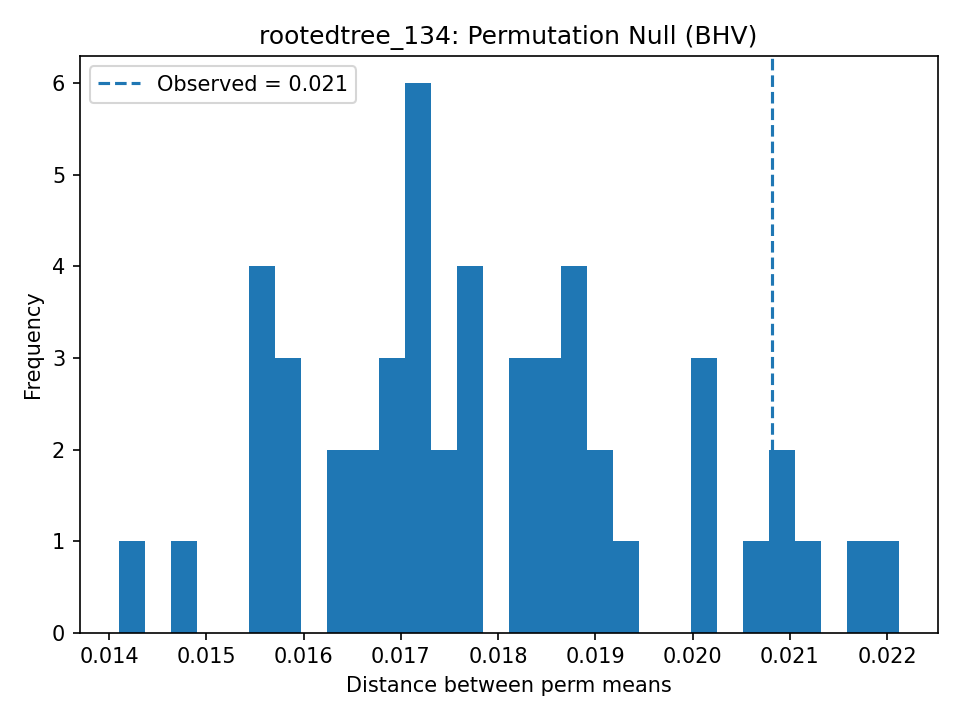 rootedtree_134: Permutation Null (BHV)
Observed = 0.021
6
5
4
3
2
1
0
Frequency
0.014 0.015 0.016 0.017 0.018 0.019 0.020 0.021 0.022
Distance between perm means